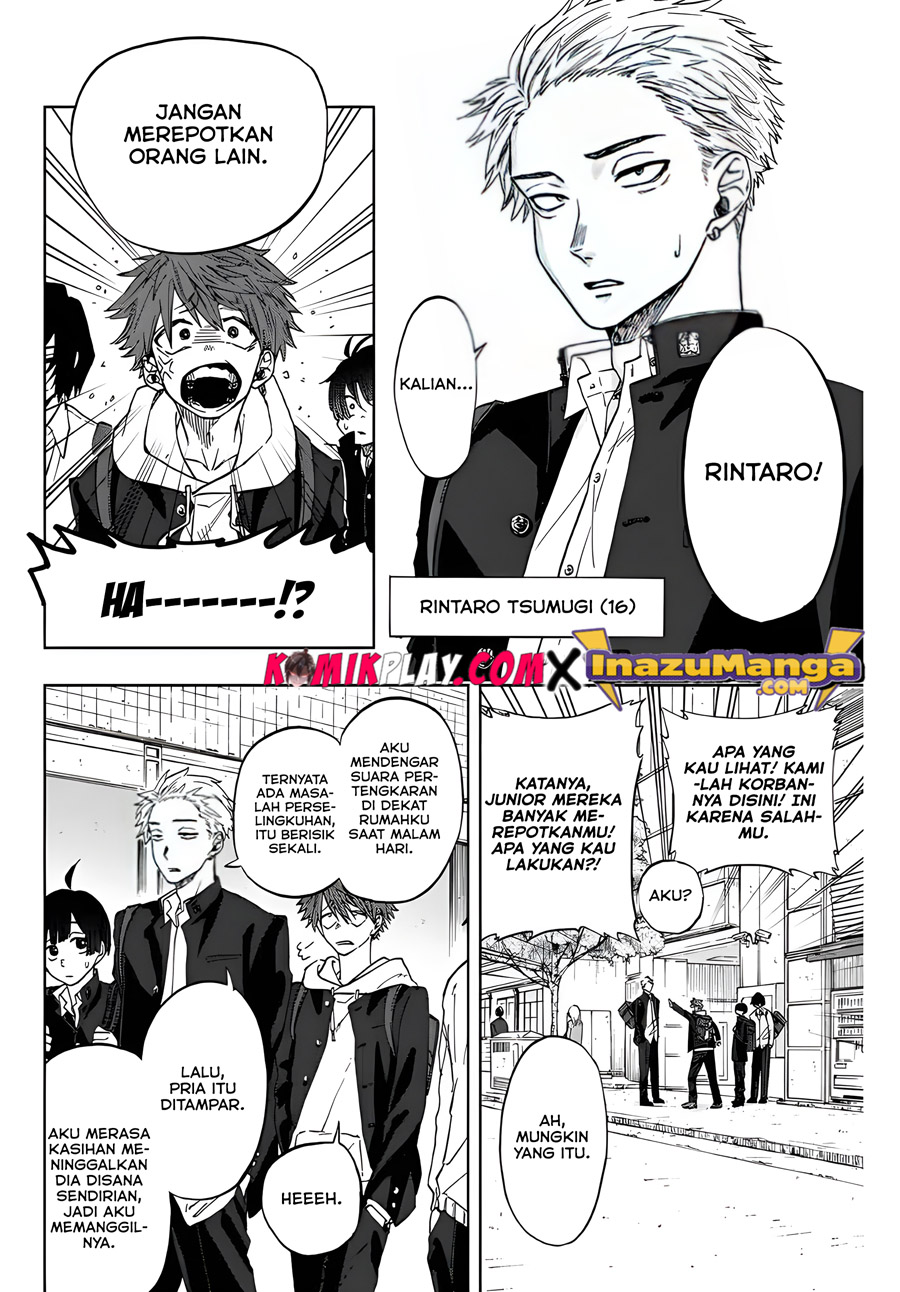 RINTARO!
KALIAN...
RINTARO TSUMUGI (16)
JANGAN
MEREPOTKAN
ORANG LAIN.
HA-------!?
KOMIKPLAY.COM X INAZUMANGA
.COM
APA YANG
KAU LIHAT! KAMI
-LAH KORBAN-
NYA DISINI! INI
KARENA SALAH-
MU.
KATANYA,
JUNIOR MEREKA
BANYAK ME-
REPOTKANMU!
APA YANG KAU
LAKUKAN?!
AKU?
AH,
MUNGKIN
YANG ITU.
AKU
MENDENGAR
SUARA PER-
TENGKARAN
DI DEKAT
RUMAHKU
SAAT MALAM
HARI.
TERNYATA
ADA MASA-
LAH PERSE-
LINGKUHAN,
ITU BERISIK
SEKALI.
LALU,
PRIA ITU
DITAMPAR.
HEEEH.
AKU MERASA
KASIHAN ME-
NINGGALKAN
DIA DISANA
SENDIRIAN,
JADI AKU
MEMANGGIL-
NYA.